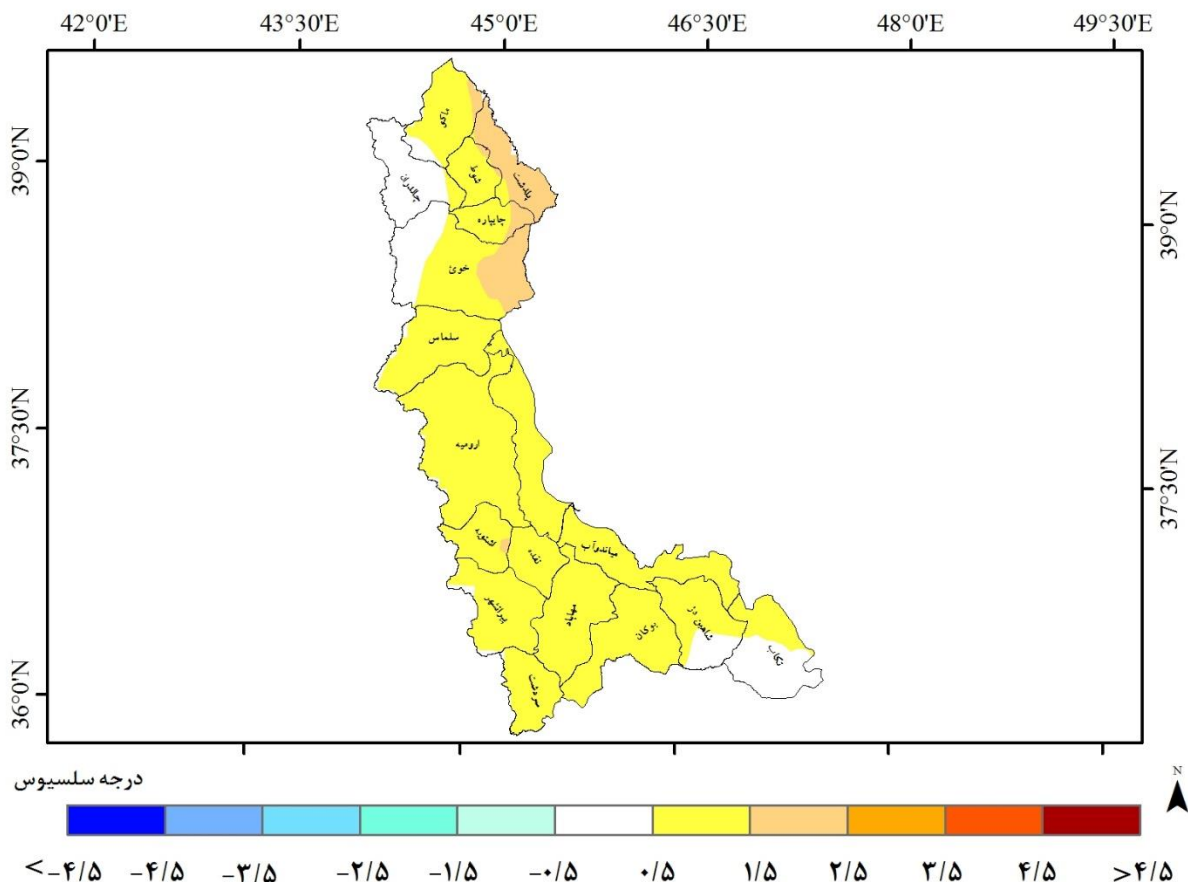 42°0'E 43°30'E 45°0'E 46°30'E 48°0'E 49°30'E
39°0'N
39°0'N
37°30'N
37°30'N
36°0'N
36°0'N
ماکو
پلدشت
شوط
چالدران
چایپاره
خوئ
سلماس
ارومیه
اشنویه
نقده
میاندوآب
پیرانشهر
مهاباد
بوکان
شاهین دژ
تکاب
سردشت
درجه سلسیوس
N
<-۴/۵ -۴/۵ -۳/۵ -۲/۵ -۱/۵ -۰/۵ ۰/۵ ۱/۵ ۲/۵ ۳/۵ ۴/۵ >۴/۵